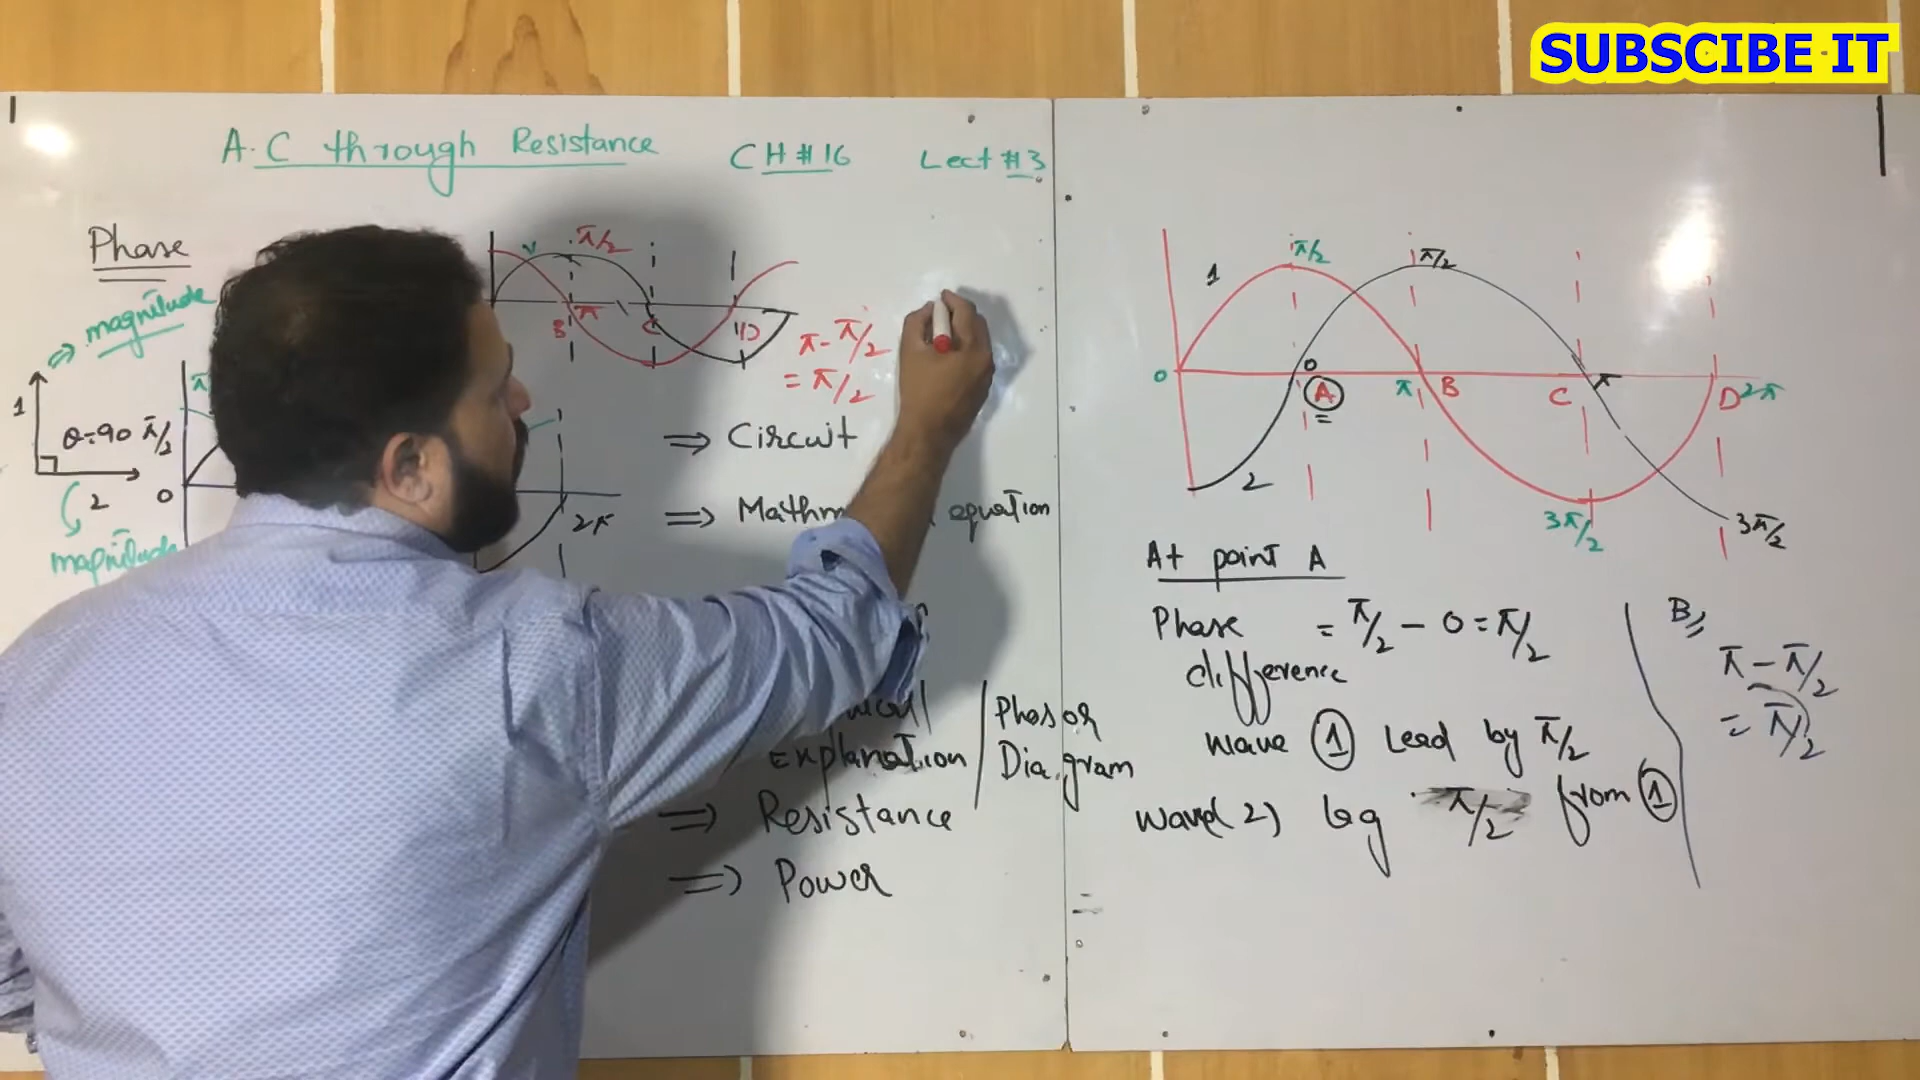 SUBSCIBE IT
A.C through Resistance CH # 16 Lect #3
Phase
⇒ magnitude
1
θ=90 π/2
2
magnitude
0
2π
v
π/2
B π C D
π - π/2
= π/2
⇒ Circuit
⇒ equation
Explanation
Phasor
Diagram
⇒ Resistance
⇒ Power
1
π/2
π/2
0
0
A
π B
C π
D 2π
2
3π/2
3π/2
At point A
Phase difference = π/2 - 0 = π/2
wave 1 lead by π/2
wave(2) lag π/2 from 1
B
π - π/2
= π/2